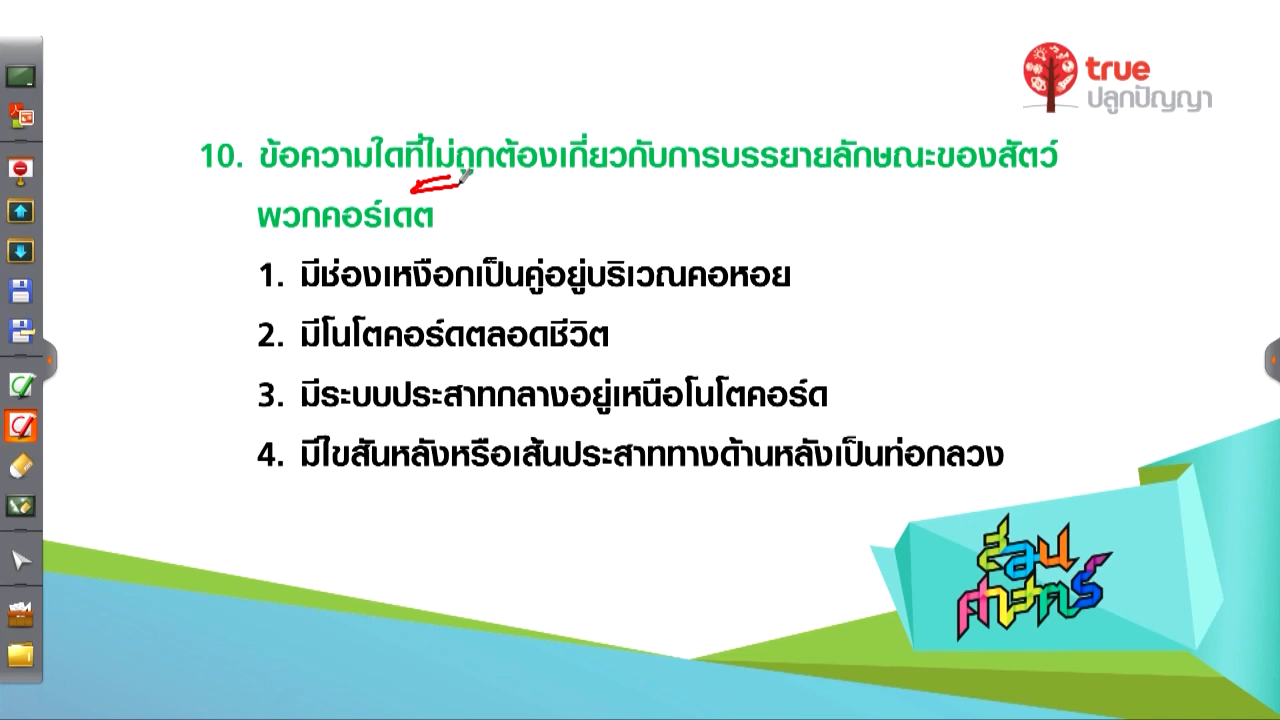 true
ปลูกปัญญา
10. ข้อความใดที่ไม่ถูกต้องเกี่ยวกับการบรรยายลักษณะของสัตว์
พวกคอร์เดต
1. มีช่องเหงือกเป็นคู่อยู่บริเวณคอหอย
2. มีโนโตคอร์ดตลอดชีวิต
3. มีระบบประสาทกลางอยู่เหนือโนโตคอร์ด
4. มีไขสันหลังหรือเส้นประสาททางด้านหลังเป็นท่อกลวง
สอน
ศาสตร์